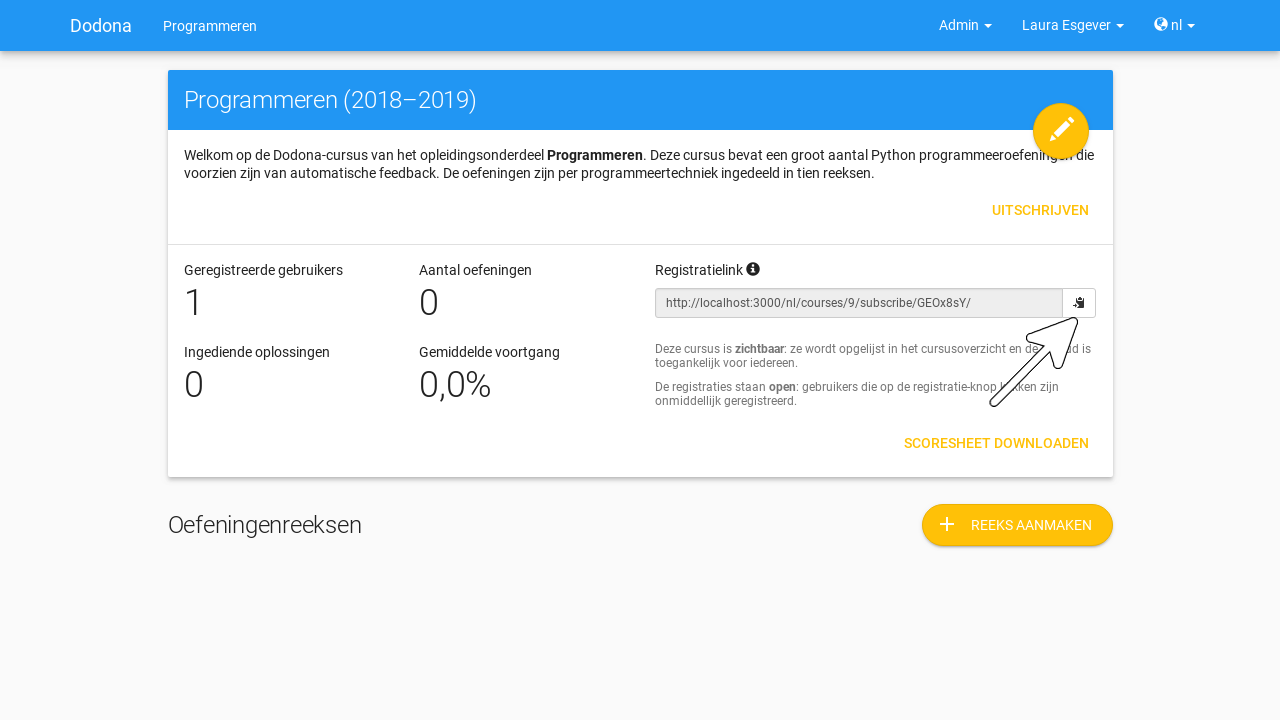 Dodona Programmeren Admin Laura Esgever nl
Programmeren (2018–2019)
Welkom op de Dodona-cursus van het opleidingsonderdeel Programmeren. Deze cursus bevat een groot aantal Python programmeeroefeningen die
voorzien zijn van automatische feedback. De oefeningen zijn per programmeertechniek ingedeeld in tien reeksen.
UITSCHRIJVEN
Geregistreerde gebruikers
1
Aantal oefeningen
0
Registratielink
http://localhost:3000/nl/courses/9/subscribe/GEOx8sY/
Ingediende oplossingen
0
Gemiddelde voortgang
0,0%
Deze cursus is zichtbaar: ze wordt opgelijst in het cursusoverzicht en de is
toegankelijk voor iedereen.
De registraties staan open: gebruikers die op de registratie-knop zijn
onmiddellijk geregistreerd.
SCORESHEET DOWNLOADEN
Oefeningenreeksen
REEKS AANMAKEN